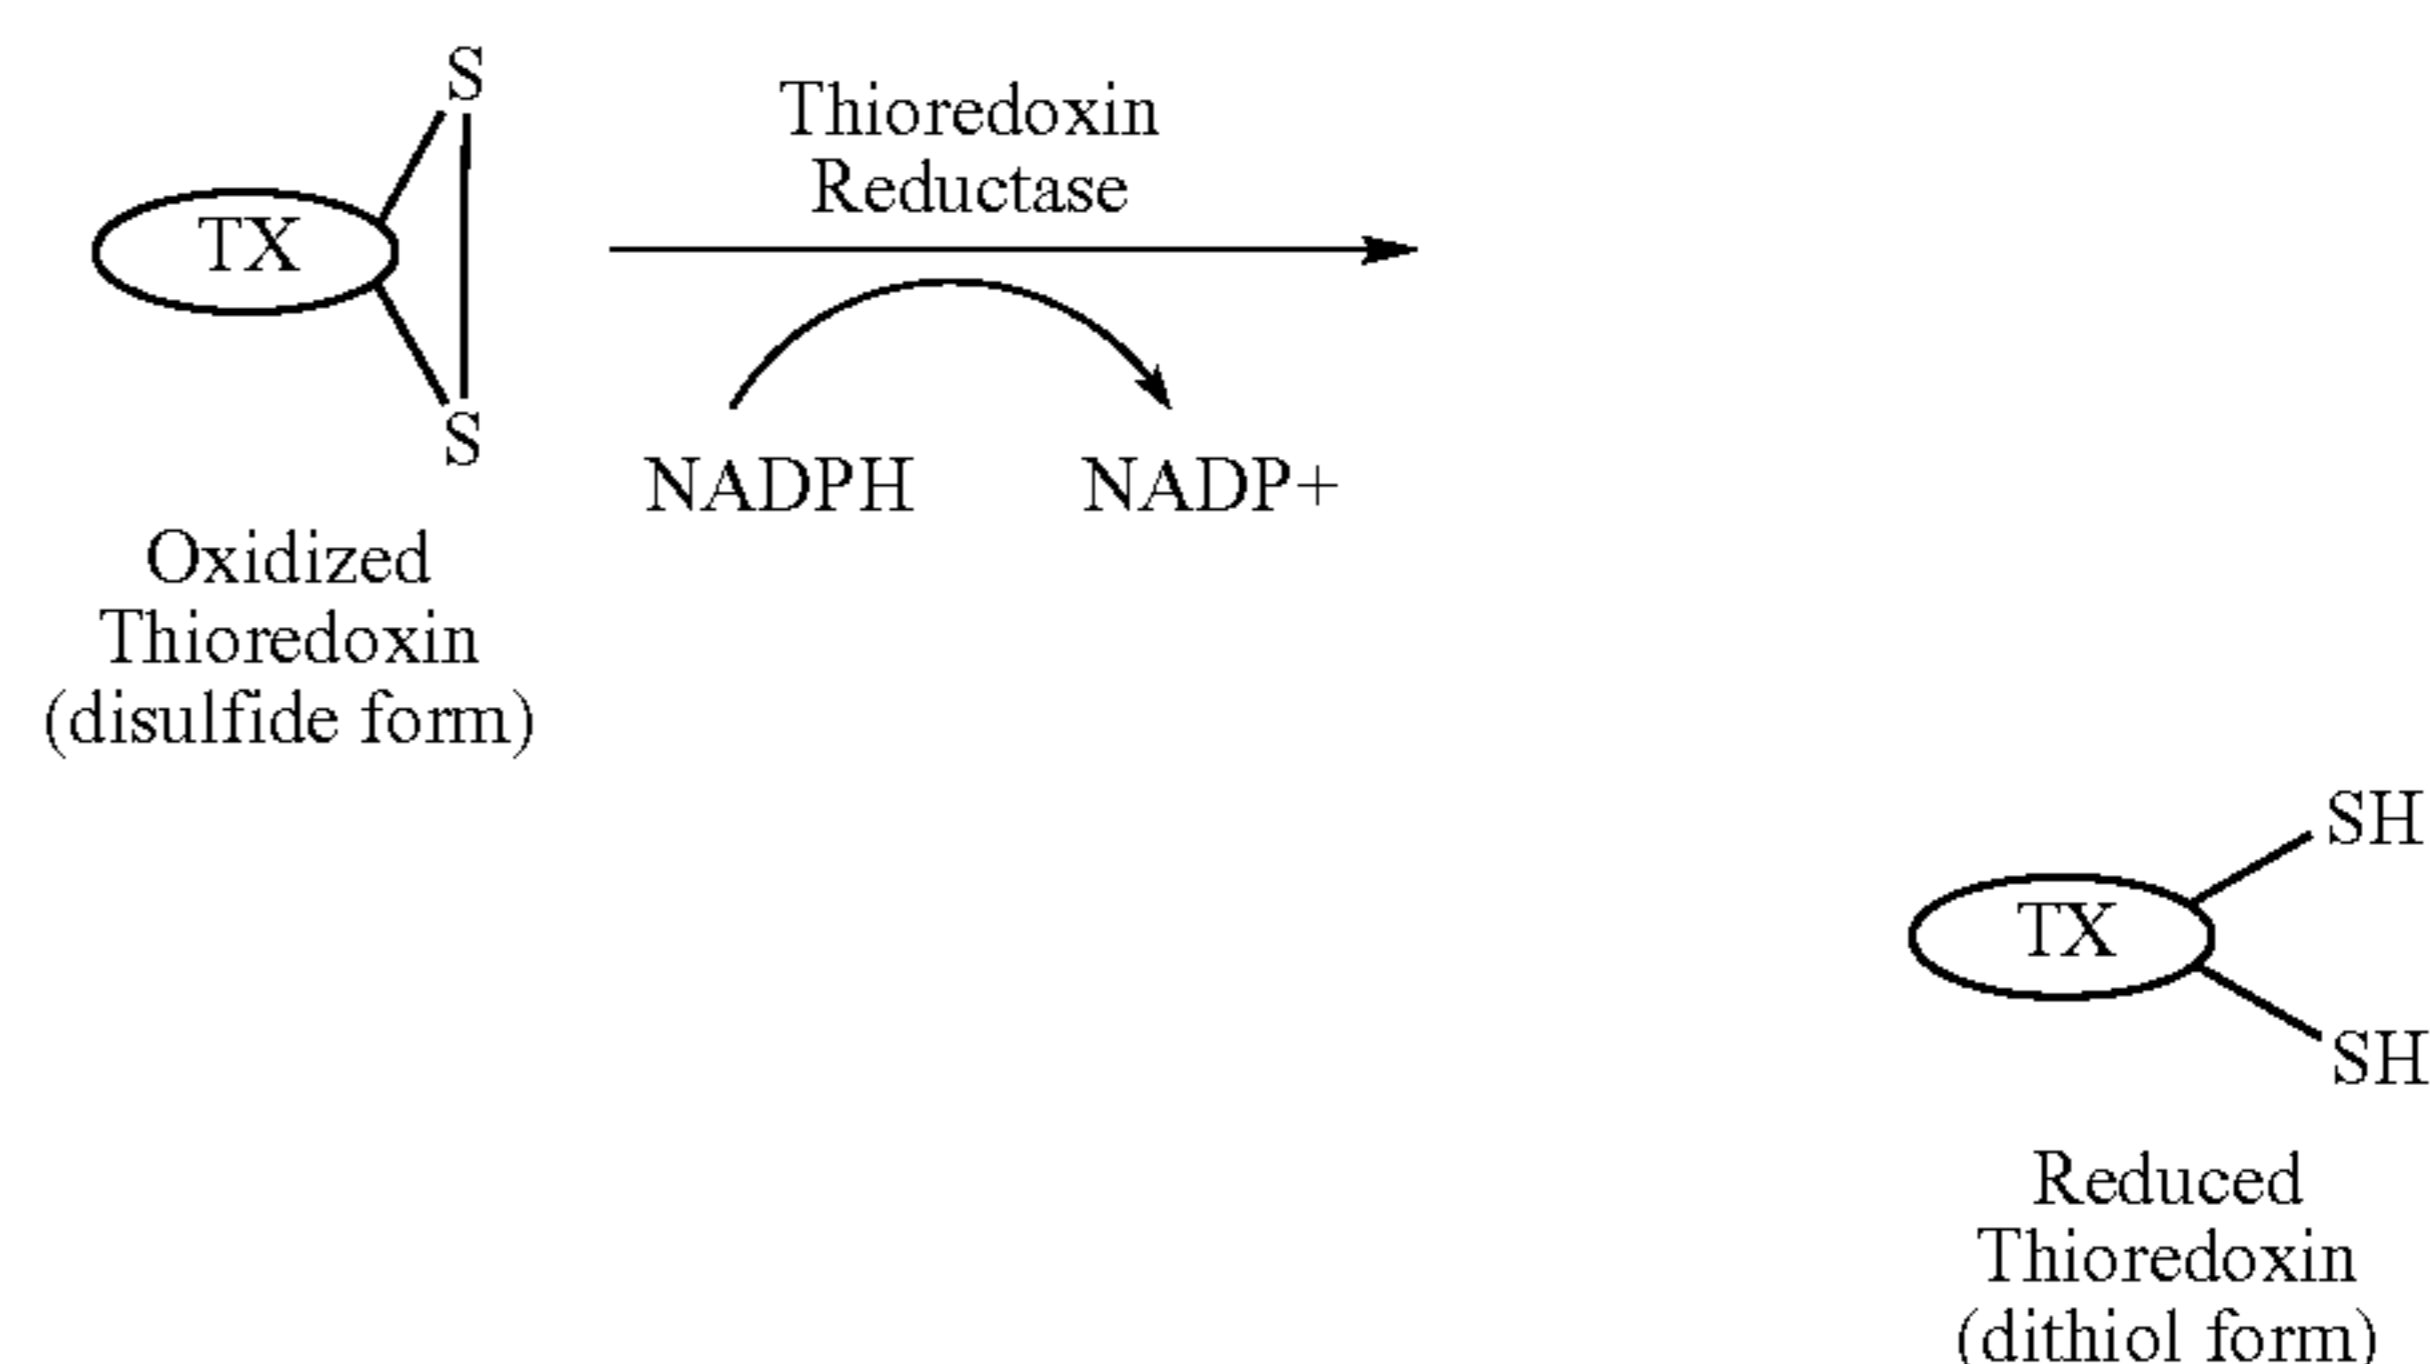 S
TX
S
Oxidized
Thioredoxin
(disulfide form)
Thioredoxin
Reductase
NADPH
NADP+
SH
TX
SH
Reduced
Thioredoxin
(dithiol form)